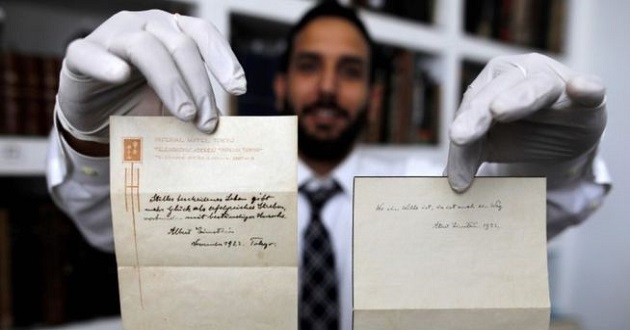 IMPERIAL HOTEL TOKYO
Stilles bescheidenes Leben gibt
mehr Glück als erfolgreiches Streben,
verbunden mit beständiger Unruhe.
Albert Einstein.
November 1922. Tokyo.
Wo ein Wille ist, da ist auch ein Weg
Albert Einstein. 1922.